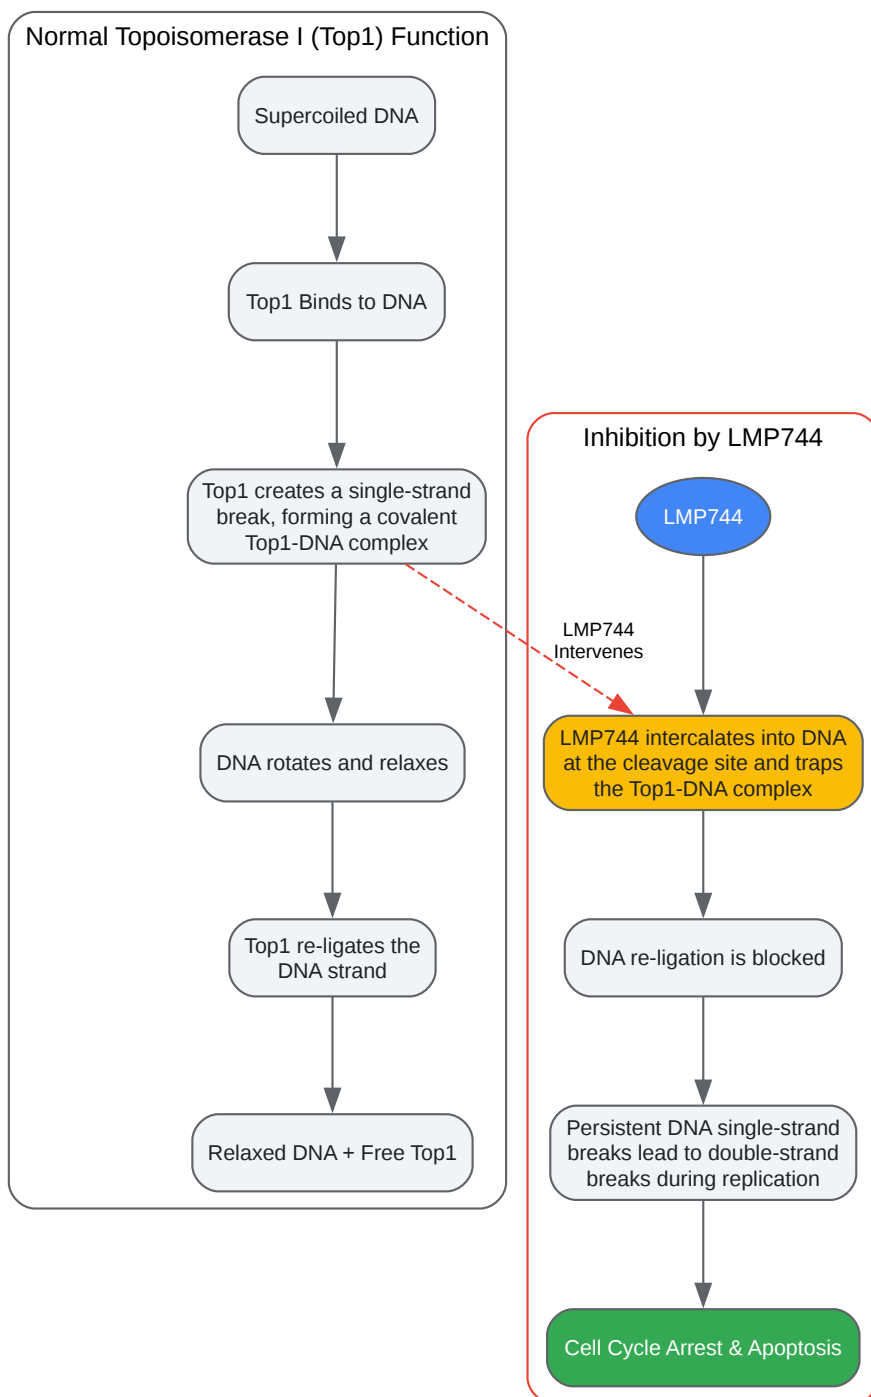 Normal Topoisomerase I (Top1) Function
Supercoiled DNA
Top1 Binds to DNA
Top1 creates a single-strand
break, forming a covalent
Top1-DNA complex
DNA rotates and relaxes
Top1 re-ligates the
DNA strand
Relaxed DNA + Free Top1
LMP744
Intervenes
Inhibition by LMP744
LMP744
LMP744 intercalates into DNA
at the cleavage site and traps
the Top1-DNA complex
DNA re-ligation is blocked
Persistent DNA single-strand
breaks lead to double-strand
breaks during replication
Cell Cycle Arrest & Apoptosis